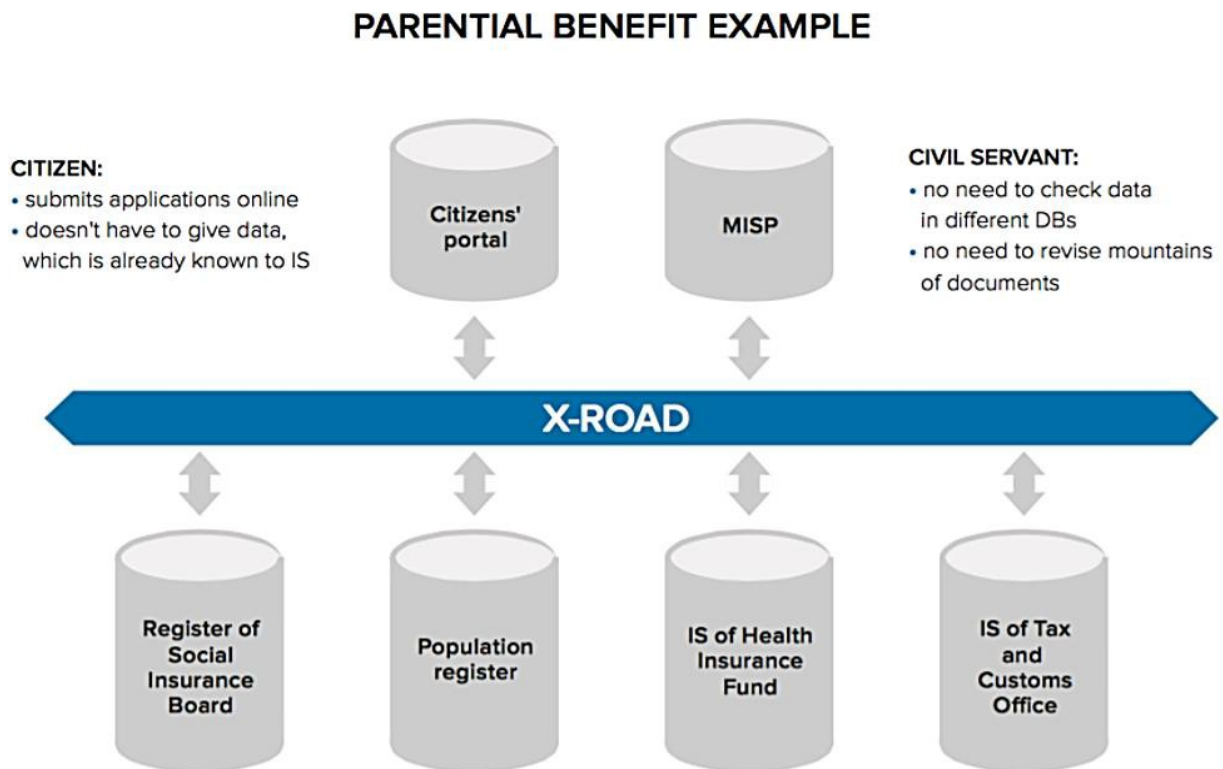 PARENTIAL BENEFIT EXAMPLE
CITIZEN:
• submits applications online
• doesn't have to give data,
which is already known to IS
Citizens'
portal
MISP
CIVIL SERVANT:
• no need to check data
in different DBs
• no need to revise mountains
of documents
X-ROAD
Register of
Social
Insurance
Board
Population
register
IS of Health
Insurance
Fund
IS of Tax
and
Customs
Office